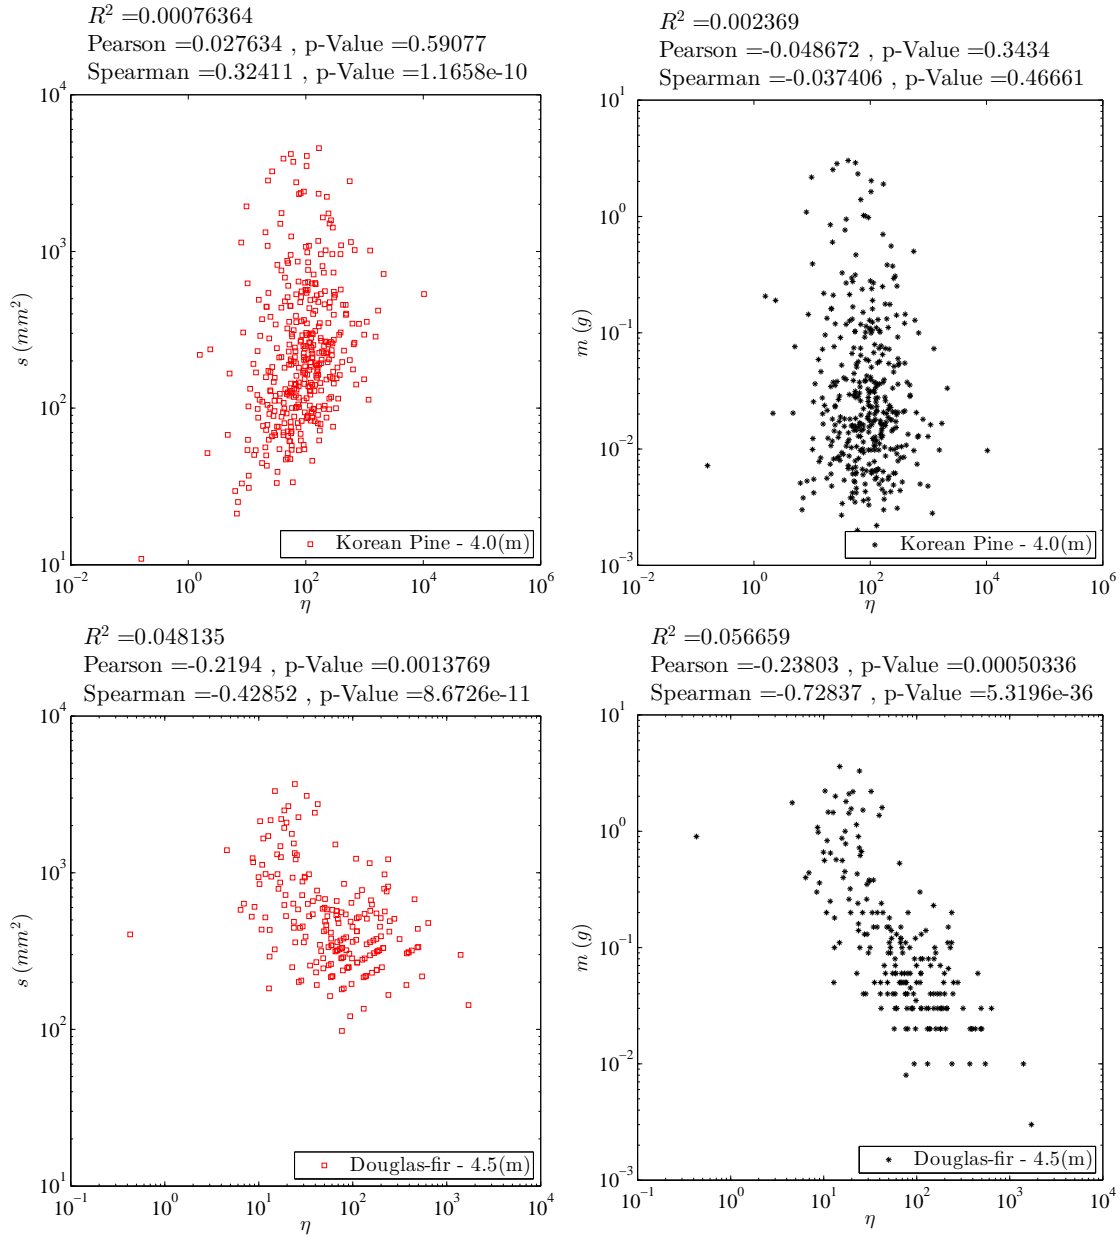 R² =0.00076364
Pearson =0.027634 , p-Value =0.59077
Spearman =0.32411 , p-Value =1.1658e-10
10⁴
10³
10²
10¹
s (mm²)
Korean Pine - 4.0(m)
10⁻² 10⁰ 10² 10⁴ 10⁶
η
R² =0.002369
Pearson =-0.048672 , p-Value =0.3434
Spearman =-0.037406 , p-Value =0.46661
10¹
10⁰
10⁻¹
10⁻²
10⁻³
m (g)
Korean Pine - 4.0(m)
10⁻² 10⁰ 10² 10⁴ 10⁶
η
R² =0.048135
Pearson =-0.2194 , p-Value =0.0013769
Spearman =-0.42852 , p-Value =8.6726e-11
10⁴
10³
10²
10¹
s (mm²)
Douglas-fir - 4.5(m)
10⁻¹ 10⁰ 10¹ 10² 10³ 10⁴
η
R² =0.056659
Pearson =-0.23803 , p-Value =0.00050336
Spearman =-0.72837 , p-Value =5.3196e-36
10¹
10⁰
10⁻¹
10⁻²
10⁻³
m (g)
Douglas-fir - 4.5(m)
10⁻¹ 10⁰ 10¹ 10² 10³ 10⁴
η